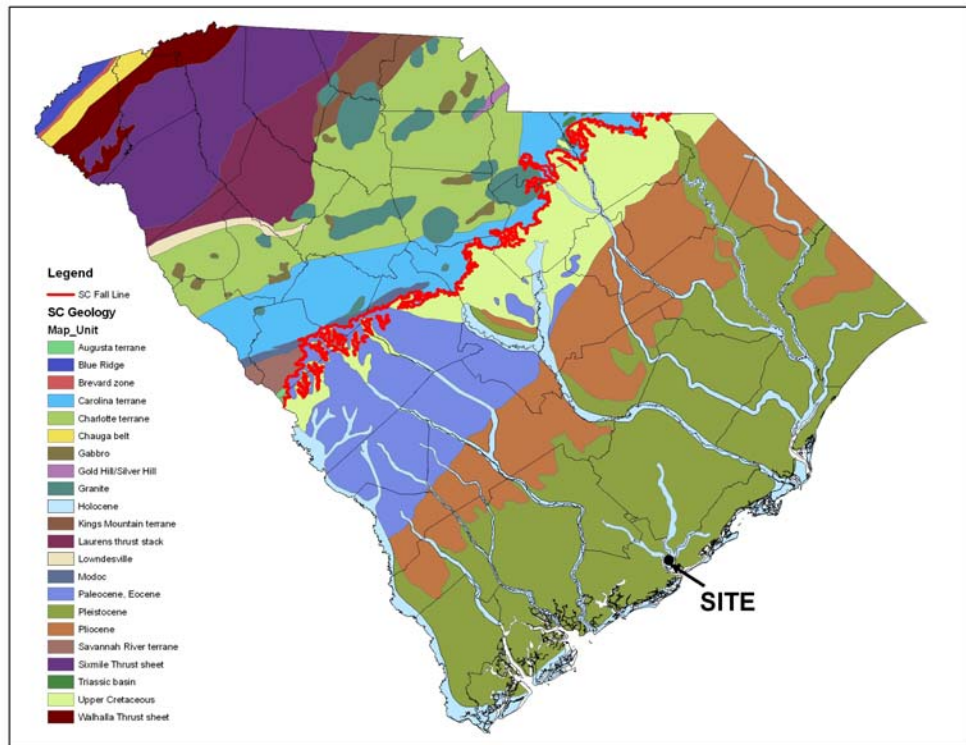 Legend
SC Fall Line
SC Geology
Map_Unit
Augusta terrane
Blue Ridge
Brevard zone
Carolina terrane
Charlotte terrane
Chauga belt
Gabbro
Gold Hill/Silver Hill
Granite
Holocene
Kings Mountain terrane
Laurens thrust stack
Lowndesville
Modoc
Paleocene, Eocene
Pleistocene
Pliocene
Savannah River terrane
Sixmile Thrust sheet
Triassic basin
Upper Cretaceous
Walhalla Thrust sheet
SITE